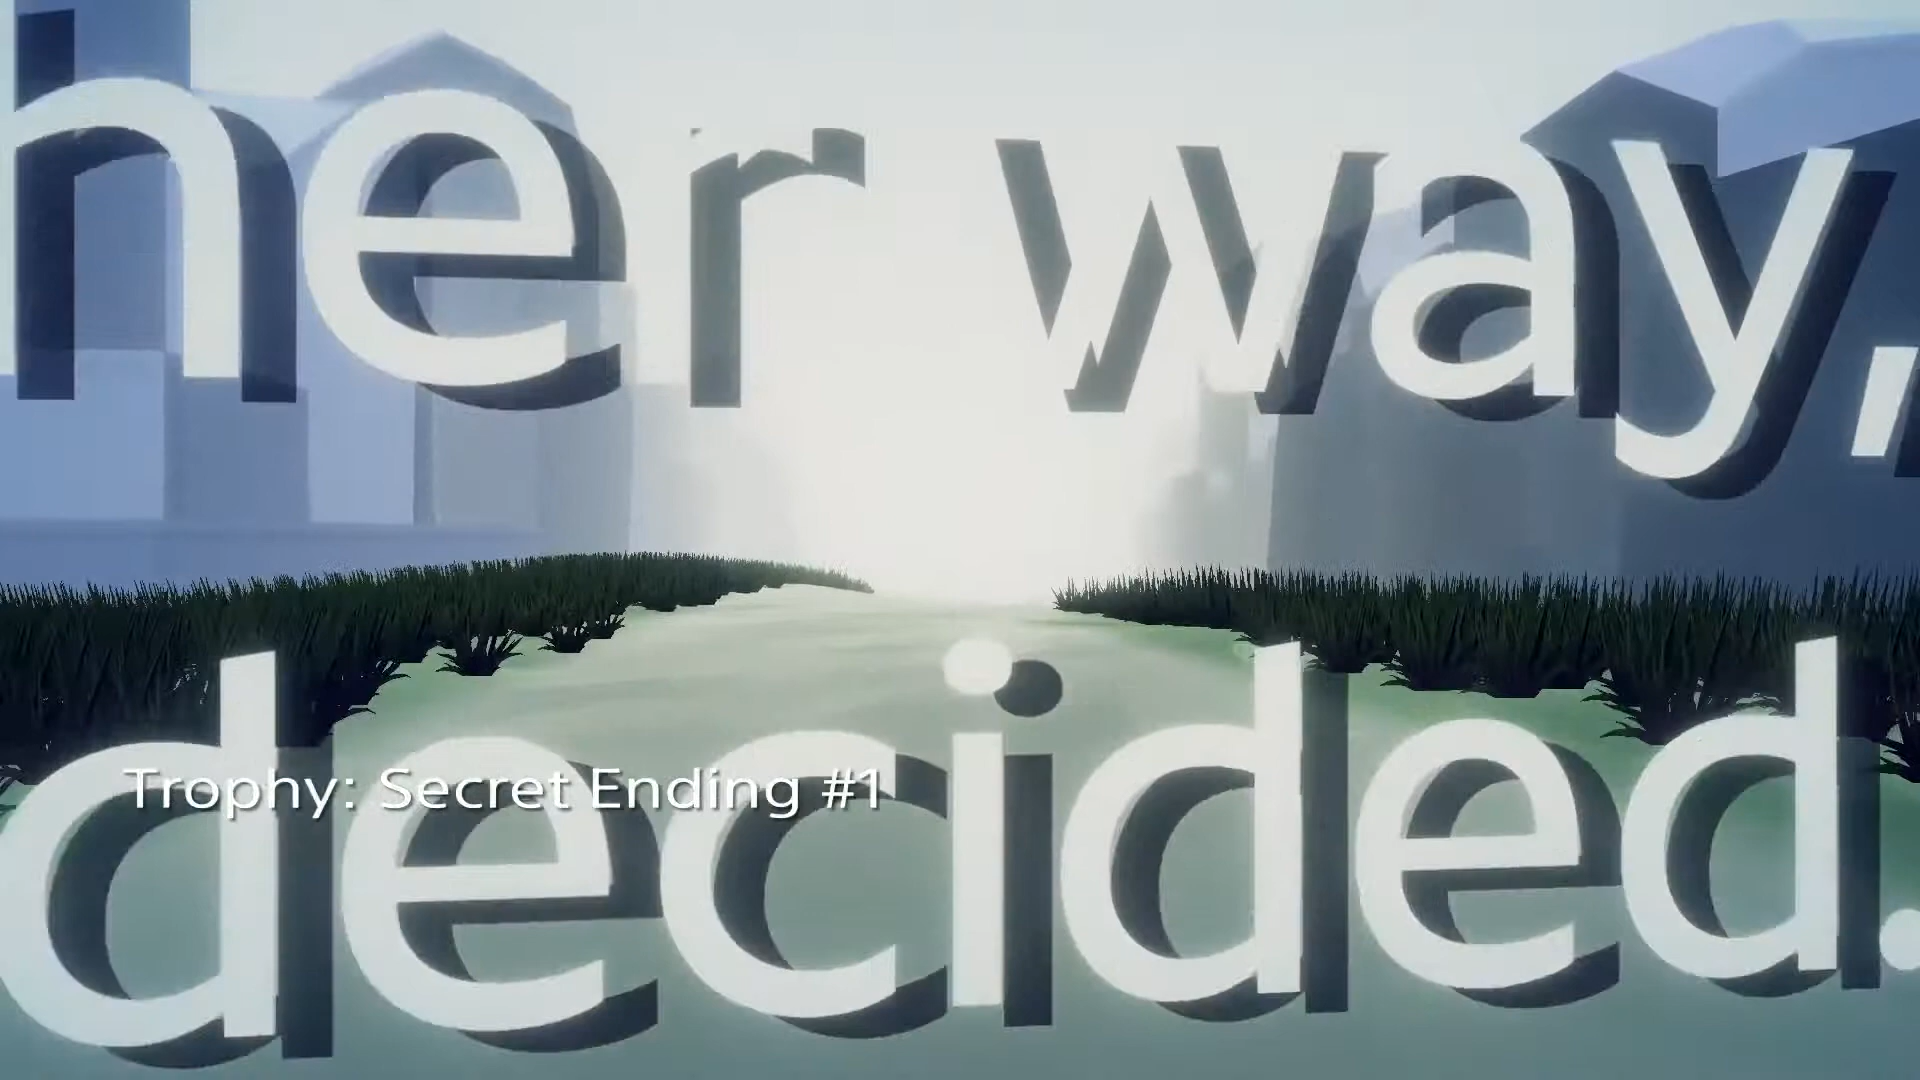 her way,
decided.
Trophy: Secret Ending #1